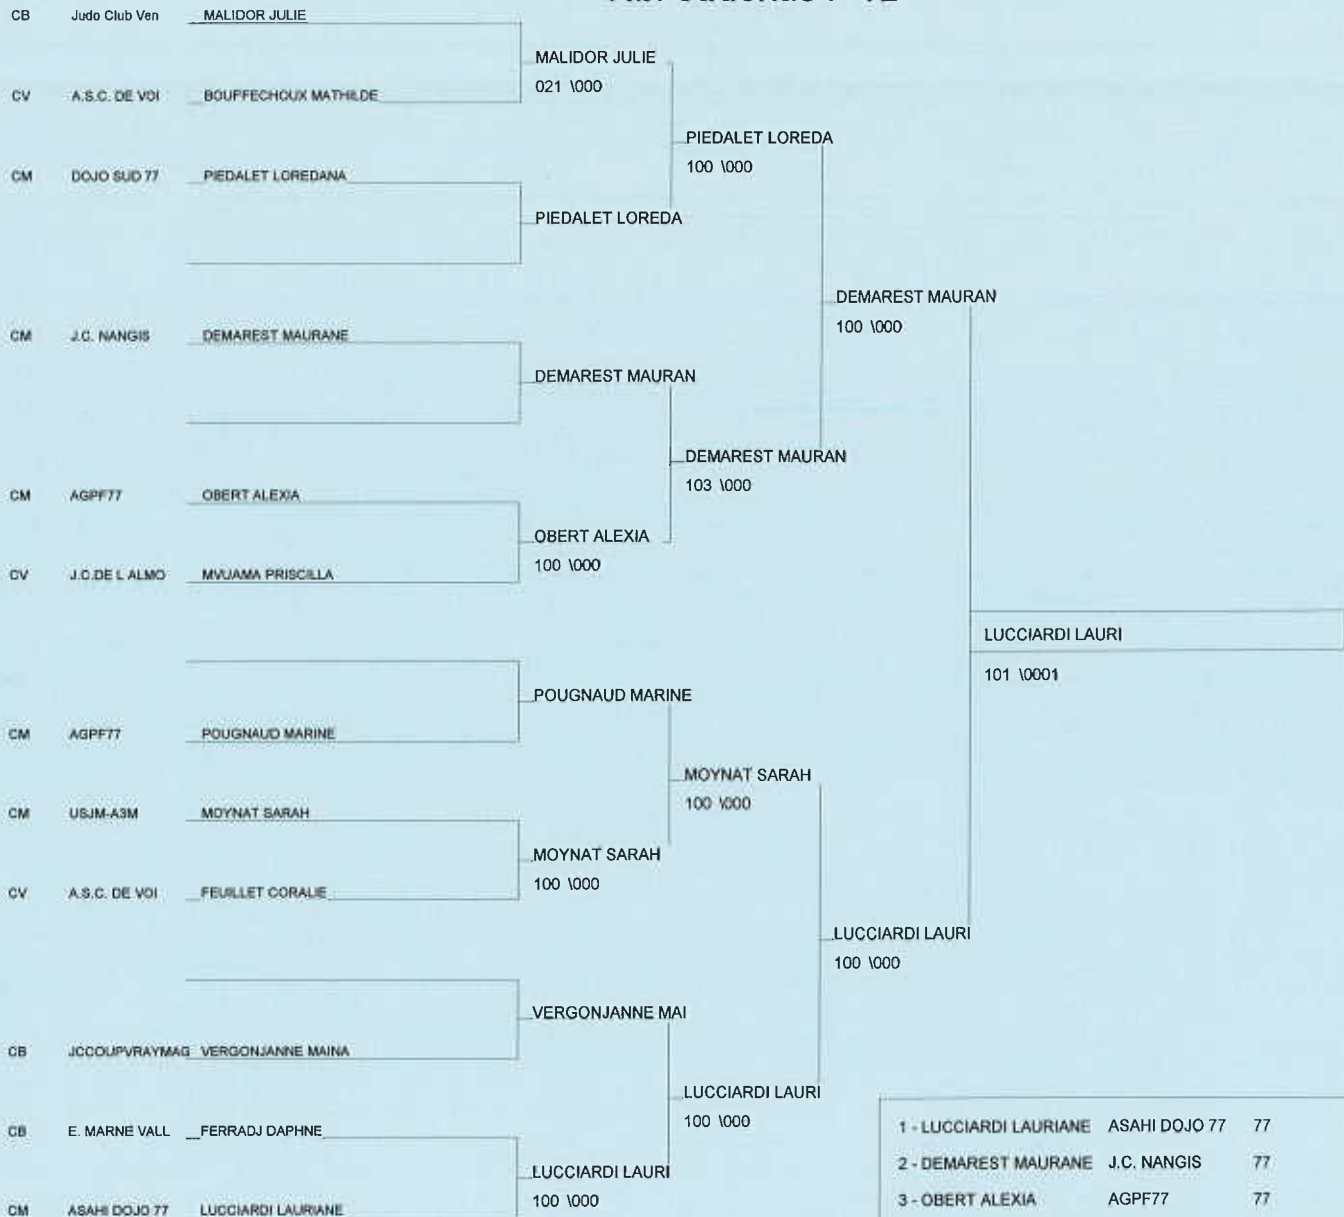 CB Judo Club Ven MALIDOR JULIE
MALIDOR JULIE
021 \000
CV A.S.C. DE VOI BOUFFECHOUX MATHILDE
PIEDALET LOREDA
100 \000
CM DOJO SUD 77 PIEDALET LOREDANA
PIEDALET LOREDA
DEMAREST MAURAN
100 \000
CM J.C. NANGIS DEMAREST MAURANE
DEMAREST MAURAN
DEMAREST MAURAN
103 \000
CM AGPF77 OBERT ALEXIA
OBERT ALEXIA
100 \000
CV J.C.DE L ALMO MVUAMA PRISCILLA
LUCCIARDI LAURI
101 \0001
POUGNAUD MARINE
CM AGPF77 POUGNAUD MARINE
MOYNAT SARAH
100 \000
CM USJM-A3M MOYNAT SARAH
MOYNAT SARAH
100 \000
CV A.S.C. DE VOI FEUILLET CORALIE
LUCCIARDI LAURI
100 \000
VERGONJANNE MAI
CB JCCOUPVRAYMAG VERGONJANNE MAINA
LUCCIARDI LAURI
100 \000
CB E. MARNE VALL FERRADJ DAPHNE
LUCCIARDI LAURI
100 \000
CM ASAHI DOJO 77 LUCCIARDI LAURIANE
1 - LUCCIARDI LAURIANE ASAHI DOJO 77 77
2 - DEMAREST MAURANE J.C. NANGIS 77
3 - OBERT ALEXIA AGPF77 77